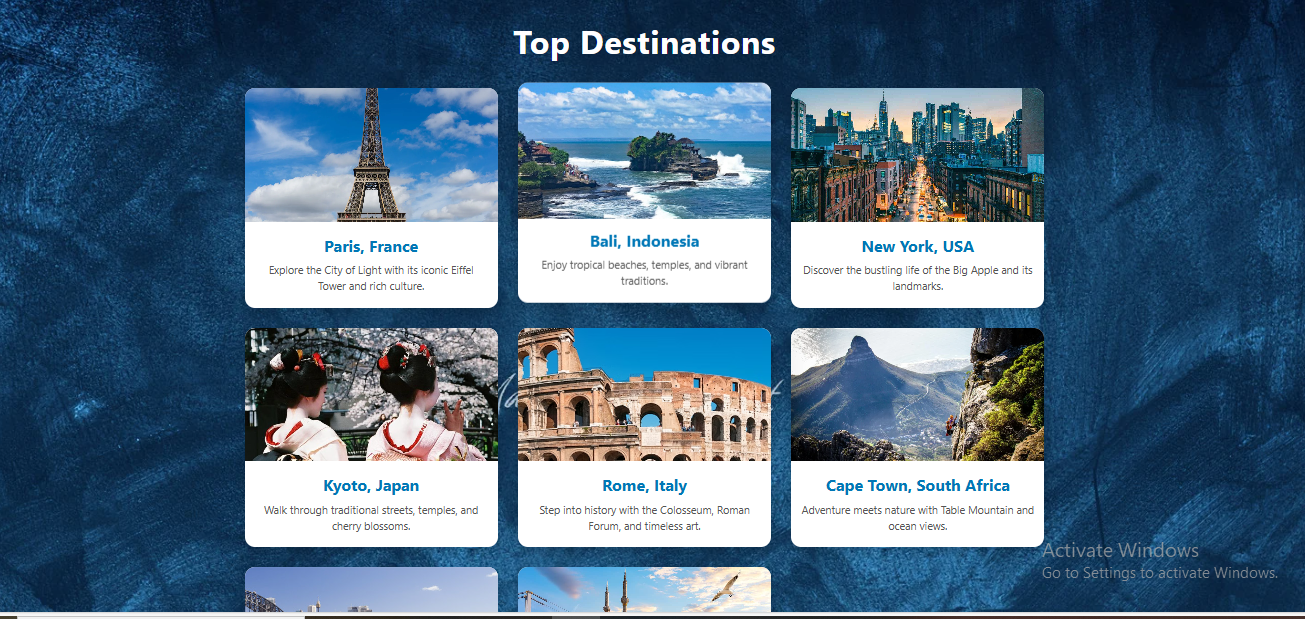 Top Destinations
Paris, France
Explore the City of Light with its iconic Eiffel
Tower and rich culture.
Bali, Indonesia
Enjoy tropical beaches, temples, and vibrant
traditions.
New York, USA
Discover the bustling life of the Big Apple and its
landmarks.
Kyoto, Japan
Walk through traditional streets, temples, and
cherry blossoms.
Rome, Italy
Step into history with the Colosseum, Roman
Forum, and timeless art.
Cape Town, South Africa
Adventure meets nature with Table Mountain and
ocean views.
Activate Windows
Go to Settings to activate Windows.